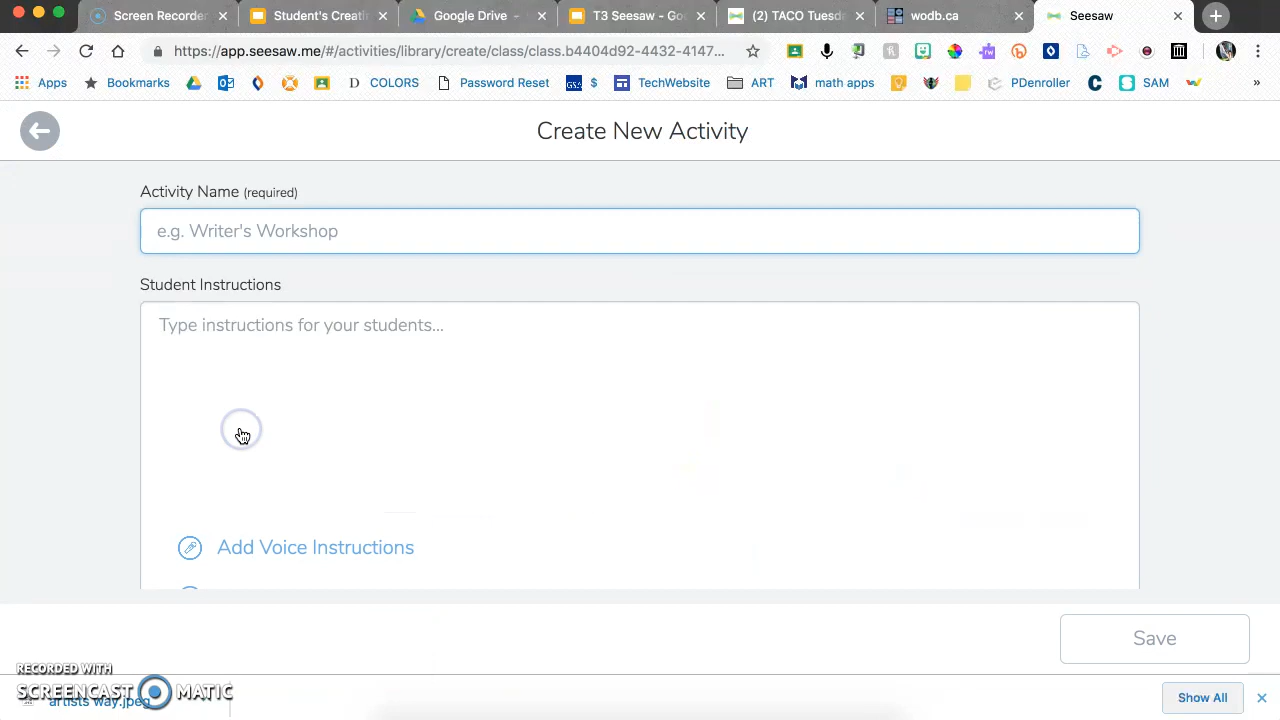 Screen Recorder
Student's Creati
Google Drive -
T3 Seesaw - Go
(2) TACO Tuesda
wodb.ca
Seesaw
https://app.seesaw.me/#/activities/library/create/class/class.b4404d92-4432-4147...
Apps
Bookmarks
D COLORS
Password Reset
GSA $
TechWebsite
ART
math apps
PDenroller
C
S SAM
»
Create New Activity
Activity Name (required)
e.g. Writer's Workshop
Student Instructions
Type instructions for your students...
Add Voice Instructions
Save
RECORDED WITH
SCREENCAST MATIC
artists way.jpeg
Show All